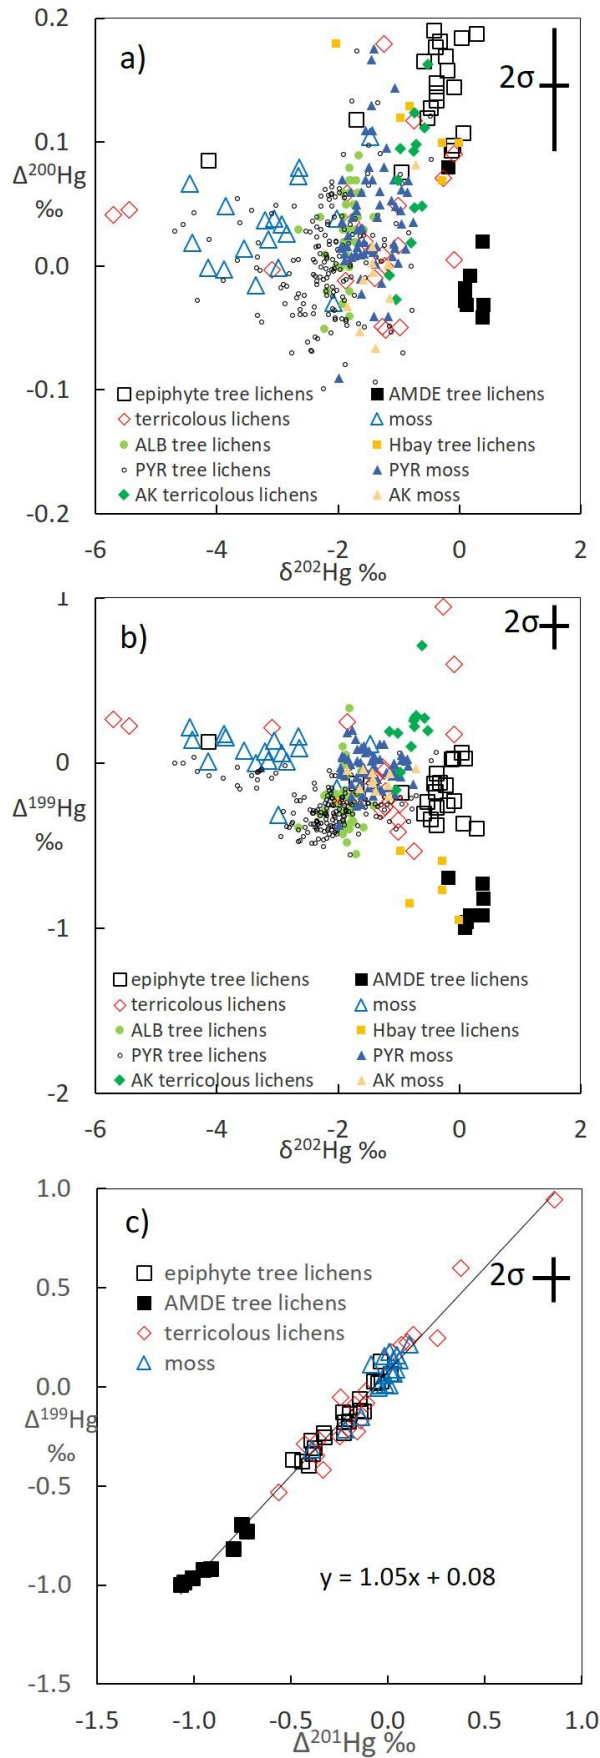 0.2
a)
2σ
0.1
Δ²⁰⁰Hg
‰
0.0
-0.1
epiphyte tree lichens AMDE tree lichens
terricolous lichens moss
ALB tree lichens Hbay tree lichens
PYR tree lichens PYR moss
AK terricolous lichens AK moss
-0.2
-6 -4 -2 0 2
δ²⁰²Hg ‰
1
b)
2σ
0
Δ¹⁹⁹Hg
‰
-1
epiphyte tree lichens AMDE tree lichens
terricolous lichens moss
ALB tree lichens Hbay tree lichens
PYR tree lichens PYR moss
AK terricolous lichens AK moss
-2
-6 -4 -2 0 2
δ²⁰²Hg ‰
1.0
c)
epiphyte tree lichens
2σ
0.5
AMDE tree lichens
terricolous lichens
moss
0.0
Δ¹⁹⁹Hg
‰
-0.5
y = 1.05x + 0.08
-1.0
-1.5
-1.5 -1.0 -0.5 0.0 0.5 1.0
Δ²⁰¹Hg ‰